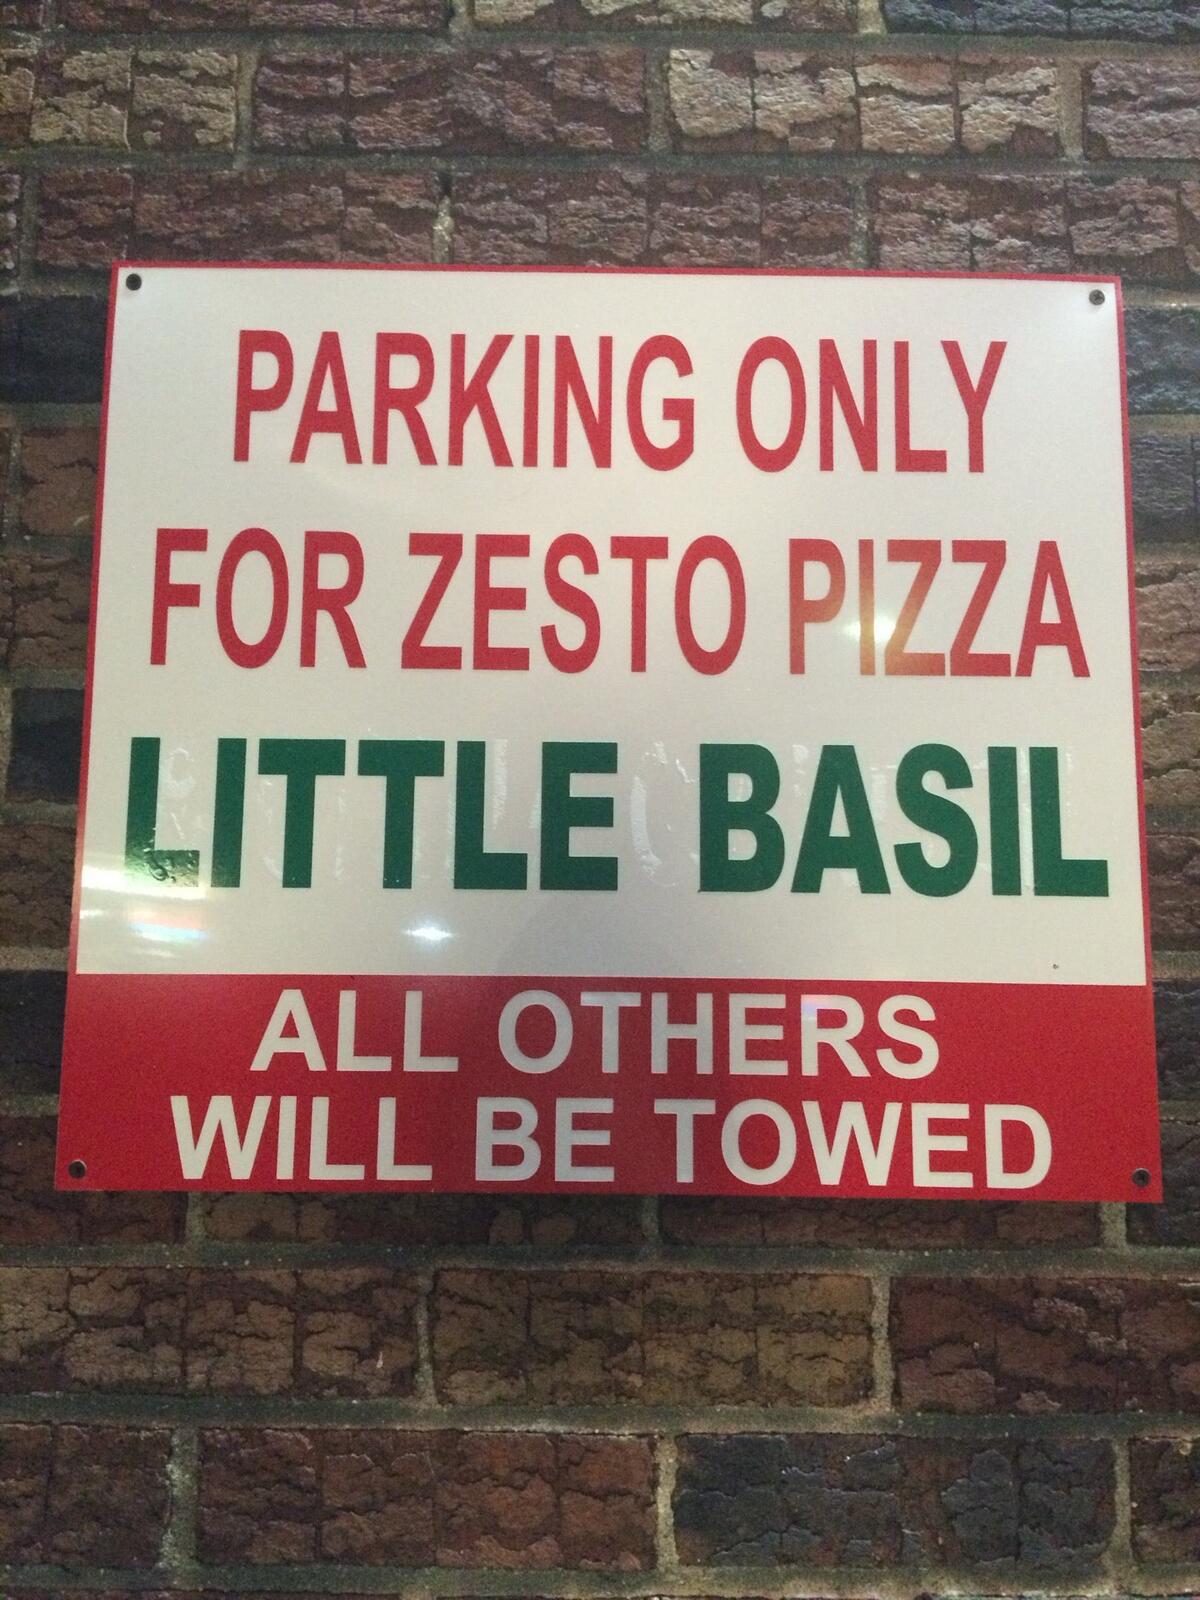 PARKING ONLY
FOR ZESTO PIZZA
LITTLE BASIL
ALL OTHERS
WILL BE TOWED